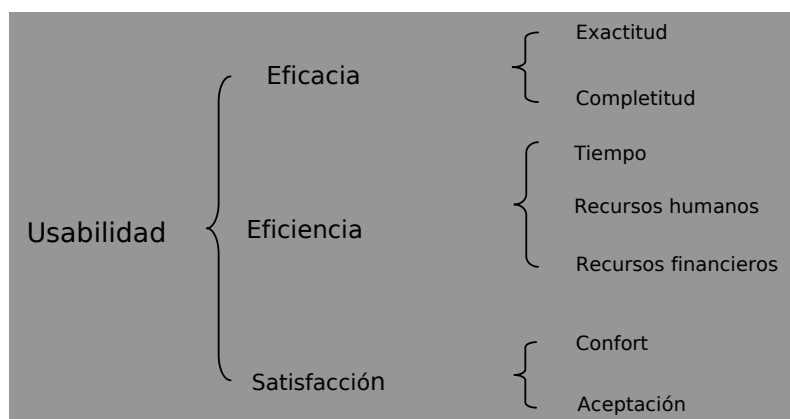 Usabilidad
Eficacia
Exactitud
Completitud
Eficiencia
Tiempo
Recursos humanos
Recursos financieros
Satisfacción
Confort
Aceptación